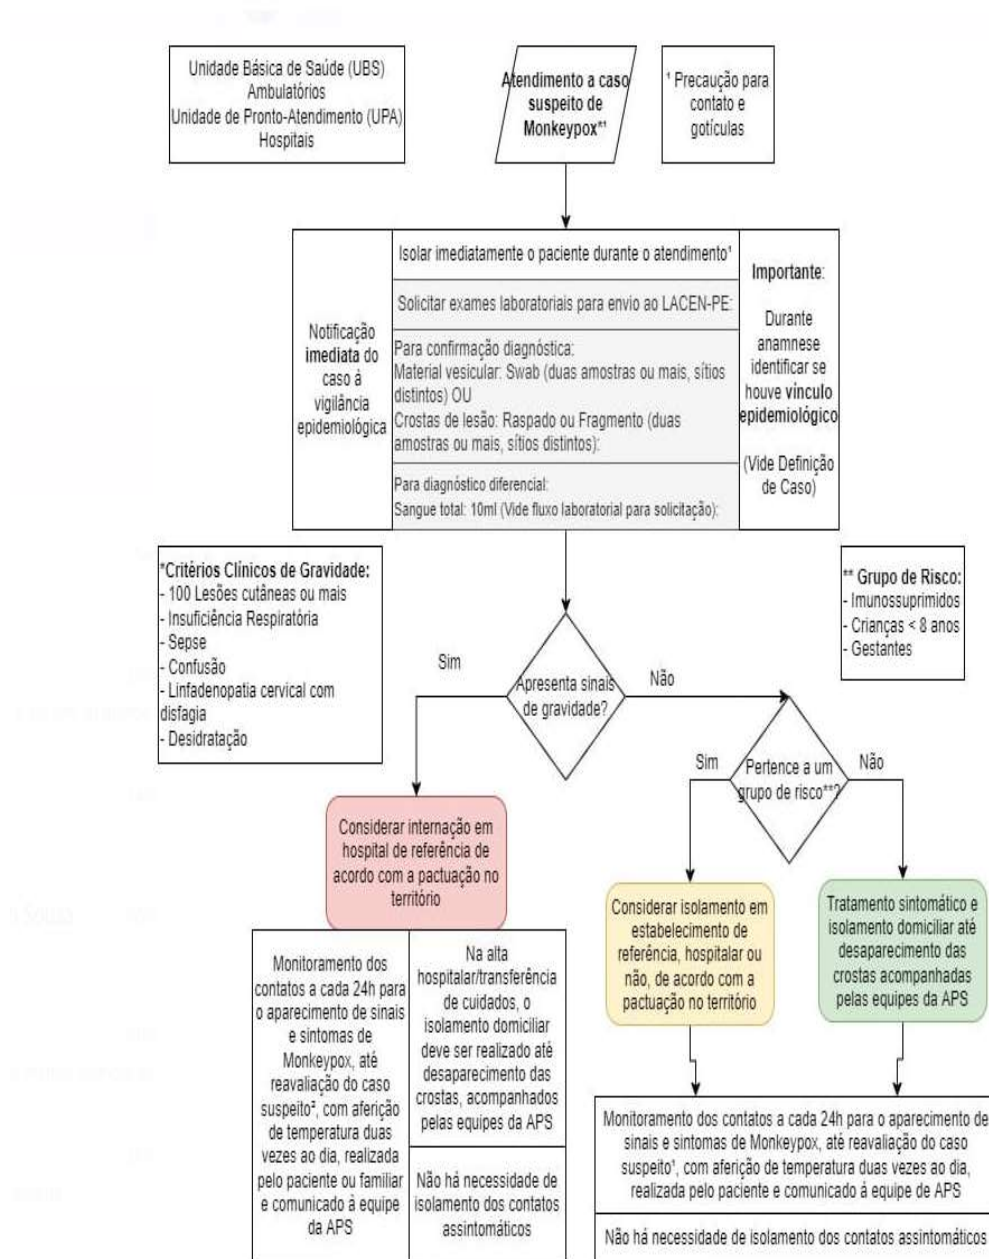 Unidade Básica de Saúde (UBS)
Ambulatórios
Unidade de Pronto-Atendimento (UPA)
Hospitais
Atendimento a caso
suspeito de
Monkeypox*¹
¹ Precaução para
contato e
gotículas
Notificação
imediata do
caso à
vigilância
epidemiológica
Isolar imediatamente o paciente durante o atendimento¹
Solicitar exames laboratoriais para envio ao LACEN-PE:
Para confirmação diagnóstica:
Material vesicular: Swab (duas amostras ou mais, sítios
distintos) OU
Crostas de lesão: Raspado ou Fragmento (duas
amostras ou mais, sítios distintos):
Para diagnóstico diferencial:
Sangue total: 10ml (Vide fluxo laboratorial para solicitação):
Importante:
Durante
anamnese
identificar se
houve vínculo
epidemiológico
(Vide Definição
de Caso)
*Critérios Clínicos de Gravidade:
- 100 Lesões cutâneas ou mais
- Insuficiência Respiratória
- Sepse
- Confusão
- Linfadenopatia cervical com
disfagia
- Desidratação
** Grupo de Risco:
- Imunossuprimidos
- Crianças < 8 anos
- Gestantes
Sim
Apresenta sinais
de gravidade?
Não
Sim
Pertence a um
grupo de risco**?
Não
Considerar internação em
hospital de referência de
acordo com a pactuação no
território
Considerar isolamento em
estabelecimento de
referência, hospitalar ou
não, de acordo com a
pactuação no território
Tratamento sintomático e
isolamento domiciliar até
desaparecimento das
crostas acompanhadas
pelas equipes da APS
Monitoramento dos
contatos a cada 24h para
o aparecimento de sinais
e sintomas de
Monkeypox, até
reavaliação do caso
suspeito², com aferição
de temperatura duas
vezes ao dia, realizada
pelo paciente ou familiar
e comunicado à equipe
da APS
Na alta
hospitalar/transferência
de cuidados, o
isolamento domiciliar
deve ser realizado até
desaparecimento das
crostas, acompanhados
pelas equipes da APS
Não há necessidade de
isolamento dos contatos
assintomáticos
Monitoramento dos contatos a cada 24h para o aparecimento de
sinais e sintomas de Monkeypox, até reavaliação do caso
suspeito¹, com aferição de temperatura duas vezes ao dia,
realizada pelo paciente e comunicado à equipe de APS
Não há necessidade de isolamento dos contatos assintomáticos